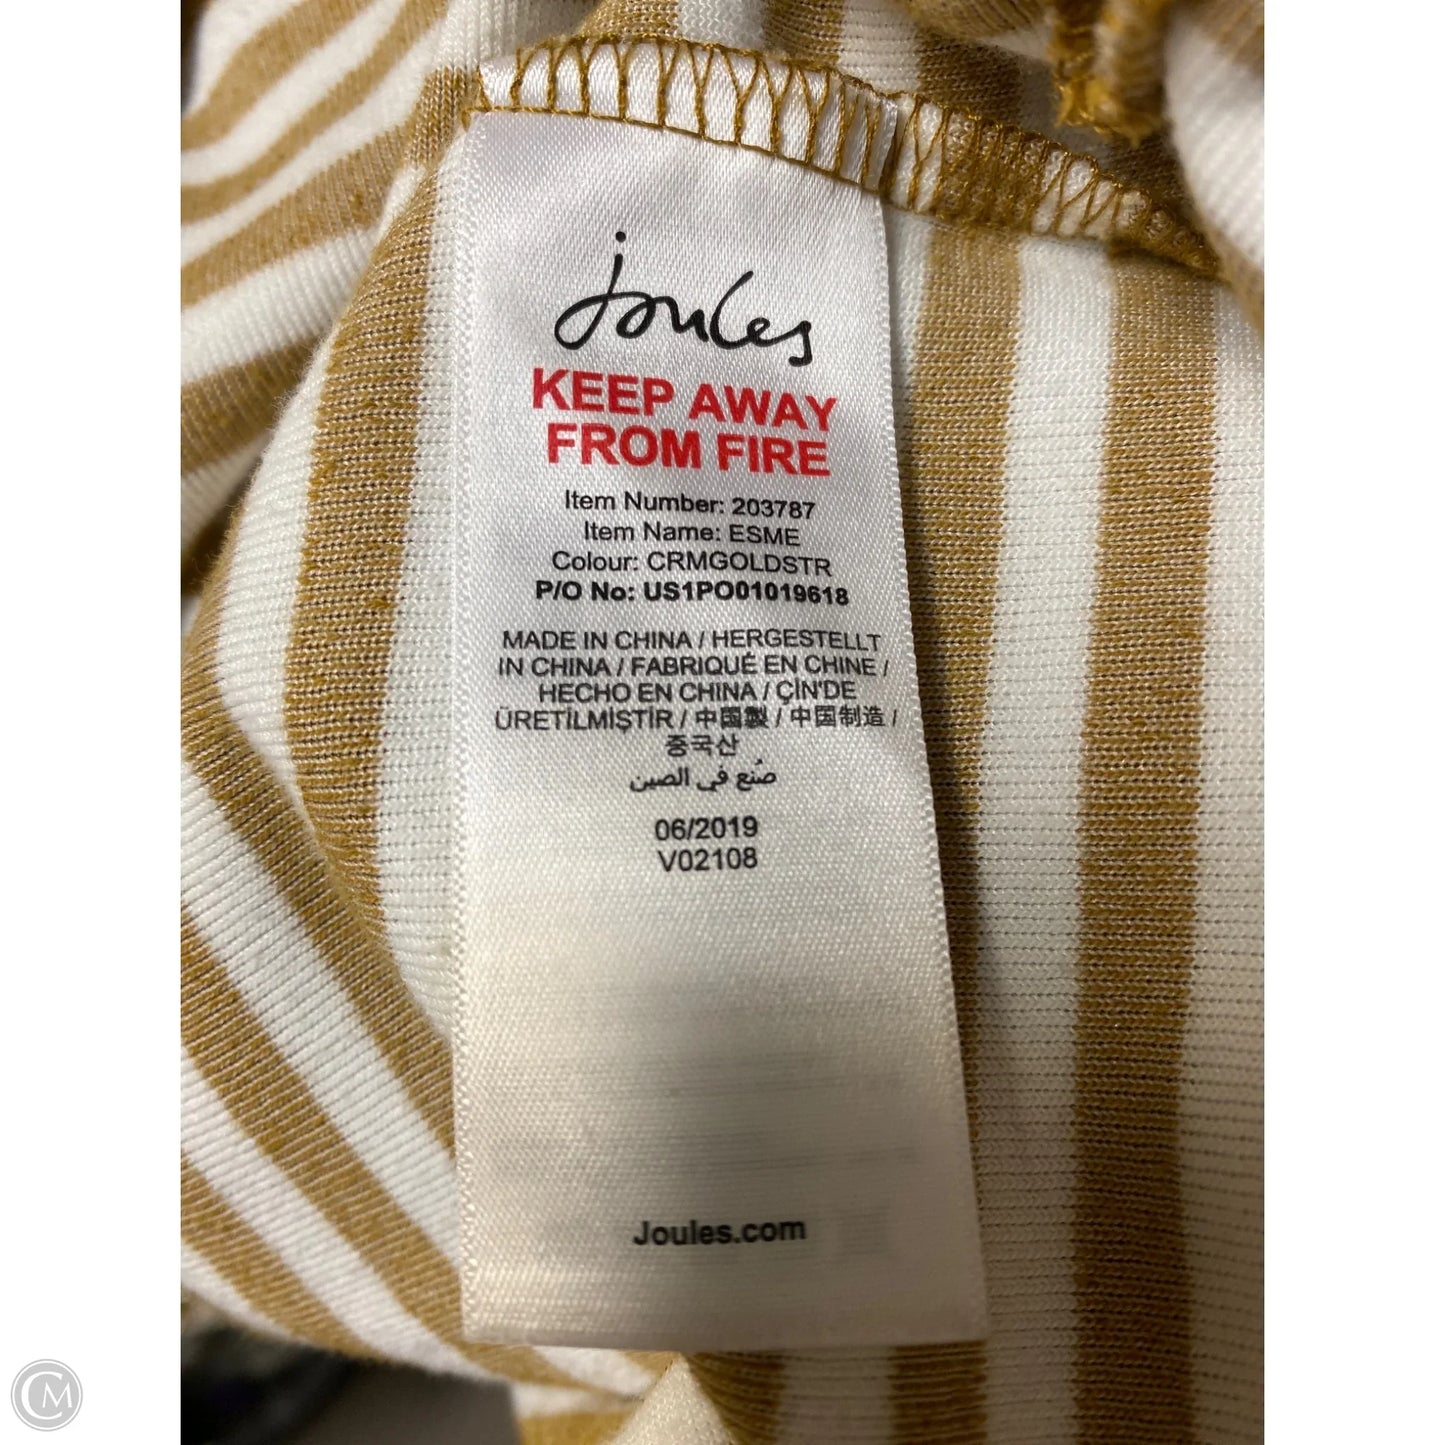 Joules
KEEP AWAY
FROM FIRE
Item Number: 203787
Item Name: ESME
Colour: CRMGOLDSTR
P/O No: US1PO01019618
MADE IN CHINA / HERGESTELLT
IN CHINA / FABRIQUÉ EN CHINE /
HECHO EN CHINA / ÇİN'DE
ÜRETİLMİŞTİR / 中国製 / 中国制造 /
중국산
صُنع في الصين
06/2019
V02108
Joules.com
CM